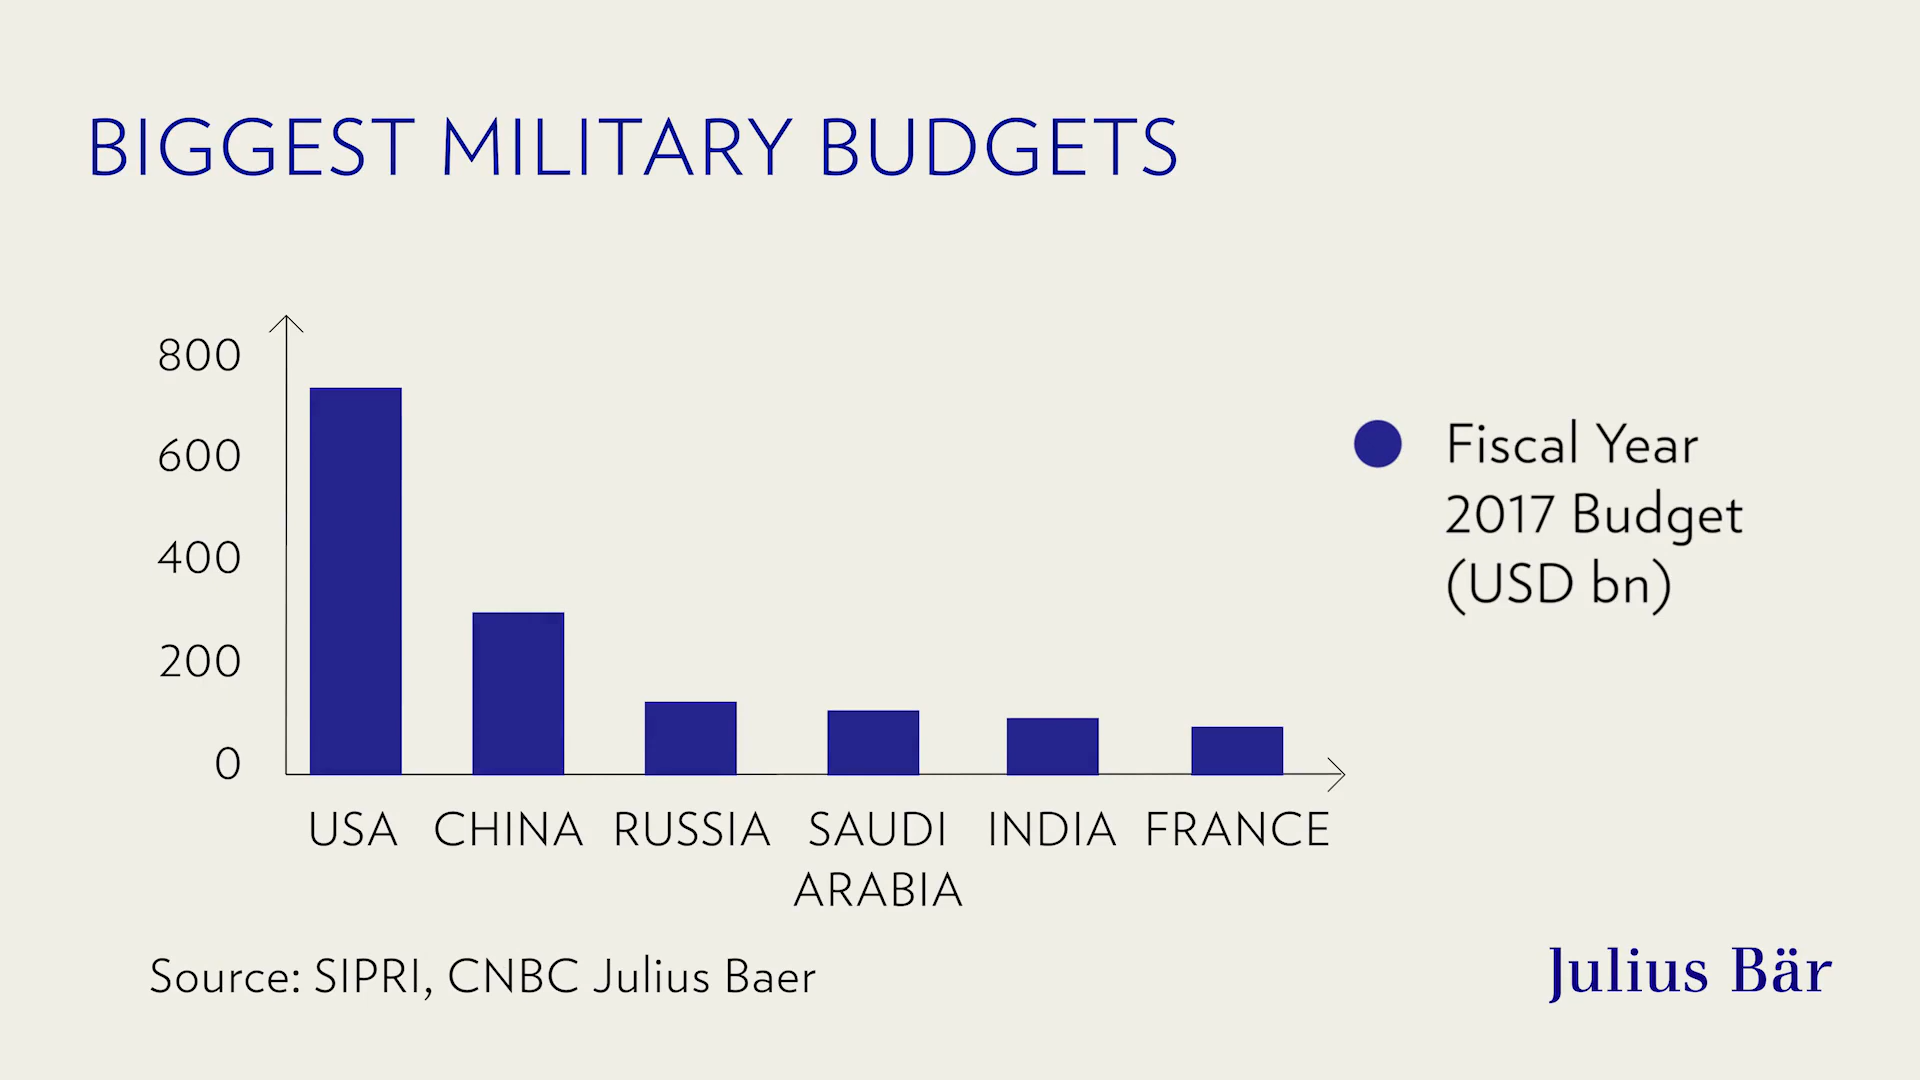 BIGGEST MILITARY BUDGETS
800
600
400
200
0
USA CHINA RUSSIA SAUDI INDIA FRANCE
ARABIA
Fiscal Year
2017 Budget
(USD bn)
Source: SIPRI, CNBC Julius Baer
Julius Bär